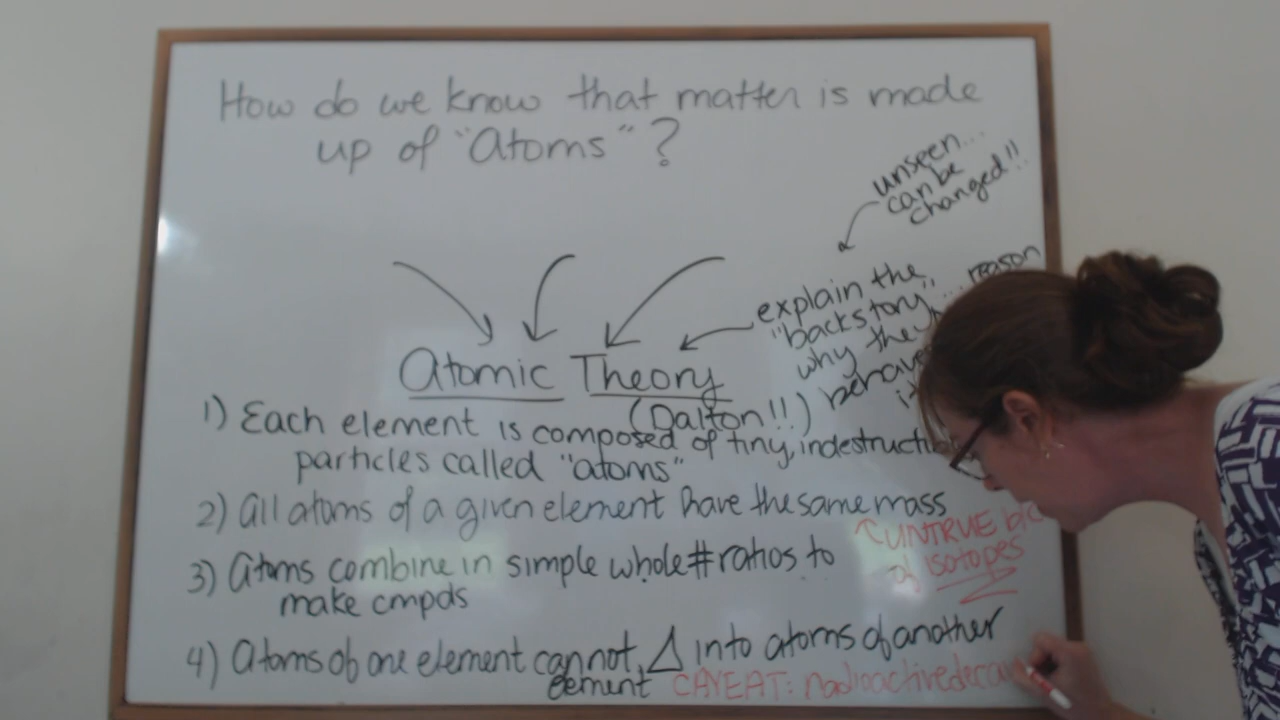 How do we know that matter is made
up of "Atoms"?
unseen...
can be
changed!!
explain the
"backstory"... reason
why they
behave
Atomic Theory
(Dalton!!)
1) Each element is composed of tiny, indestructi
particles called "atoms"
2) All atoms of a given element have the same mass
↑ UNTRUE b/c
of isotopes
3) Atoms combine in simple whole # ratios to
make cmpds
4) Atoms of one element cannot Δ into atoms of another
element CAVEAT: radioactive decay